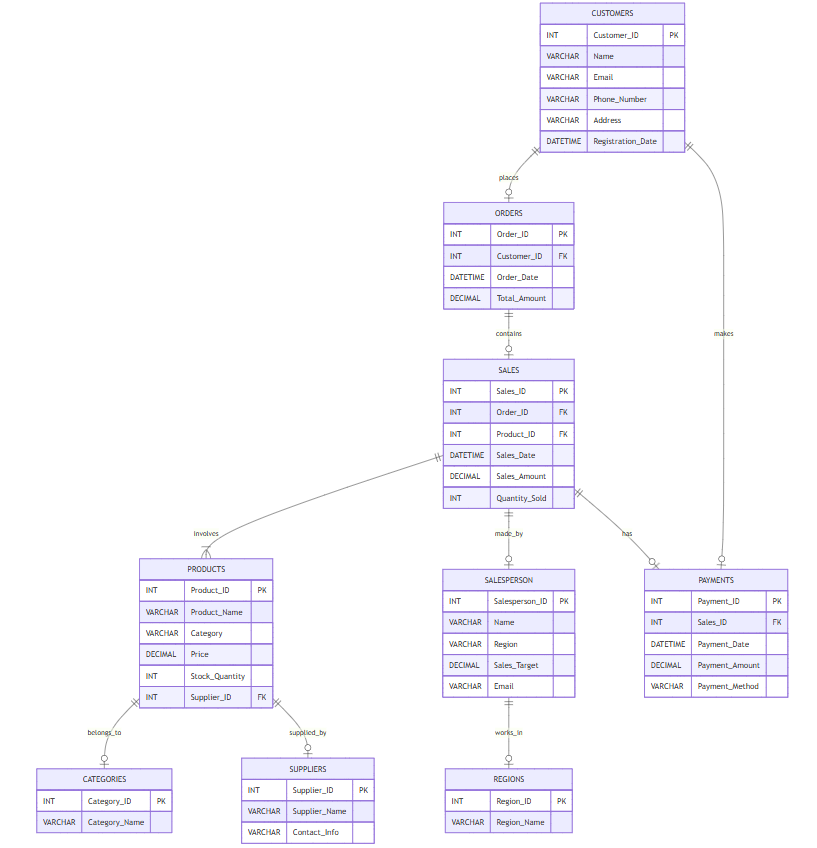 CUSTOMERS
INT Customer_ID PK
VARCHAR Name
VARCHAR Email
VARCHAR Phone_Number
VARCHAR Address
DATETIME Registration_Date
places
ORDERS
INT Order_ID PK
INT Customer_ID FK
DATETIME Order_Date
DECIMAL Total_Amount
contains
makes
SALES
INT Sales_ID PK
INT Order_ID FK
INT Product_ID FK
DATETIME Sales_Date
DECIMAL Sales_Amount
INT Quantity_Sold
involves
made_by
has
PRODUCTS
INT Product_ID PK
VARCHAR Product_Name
VARCHAR Category
DECIMAL Price
INT Stock_Quantity
INT Supplier_ID FK
SALESPERSON
INT Salesperson_ID PK
VARCHAR Name
VARCHAR Region
DECIMAL Sales_Target
VARCHAR Email
PAYMENTS
INT Payment_ID PK
INT Sales_ID FK
DATETIME Payment_Date
DECIMAL Payment_Amount
VARCHAR Payment_Method
belongs_to
supplied_by
works_in
CATEGORIES
INT Category_ID PK
VARCHAR Category_Name
SUPPLIERS
INT Supplier_ID PK
VARCHAR Supplier_Name
VARCHAR Contact_Info
REGIONS
INT Region_ID PK
VARCHAR Region_Name